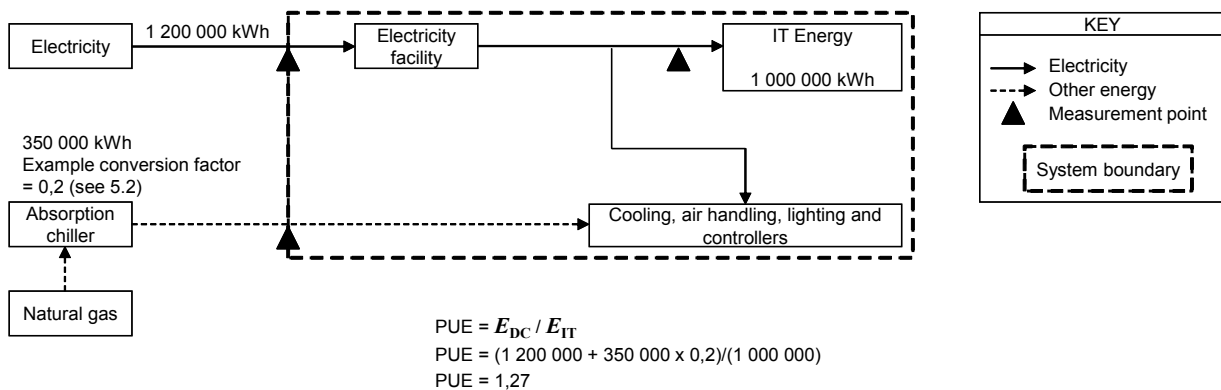 Electricity
1 200 000 kWh
Electricity
facility
IT Energy
1 000 000 kWh
350 000 kWh
Example conversion factor
= 0,2 (see 5.2)
Absorption
chiller
Cooling, air handling, lighting and
controllers
Natural gas
KEY
Electricity
Other energy
Measurement point
System boundary
PUE = E_DC / E_IT
PUE = (1 200 000 + 350 000 x 0,2)/(1 000 000)
PUE = 1,27